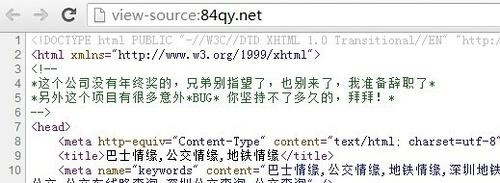 view-source:84qy.net
1 <!DOCTYPE html PUBLIC "-//W3C//DTD XHTML 1.0 Transitional//EN" "http:/
2 <html xmlns="http://www.w3.org/1999/xhtml">
3 <!--
4 *这个公司没有年终奖的,兄弟别指望了,也别来了,我准备辞职了*
5 *另外这个项目有很多意外*BUG* 你坚持不了多久的,拜拜!*
6 -->
7 <head>
8 <meta http-equiv="Content-Type" content="text/html; charset=utf-8"
9 <title>巴士情缘,公交情缘,地铁情缘</title>
10 <meta name="keywords" content="巴士情缘,公交情缘,地铁情缘,深圳地铁